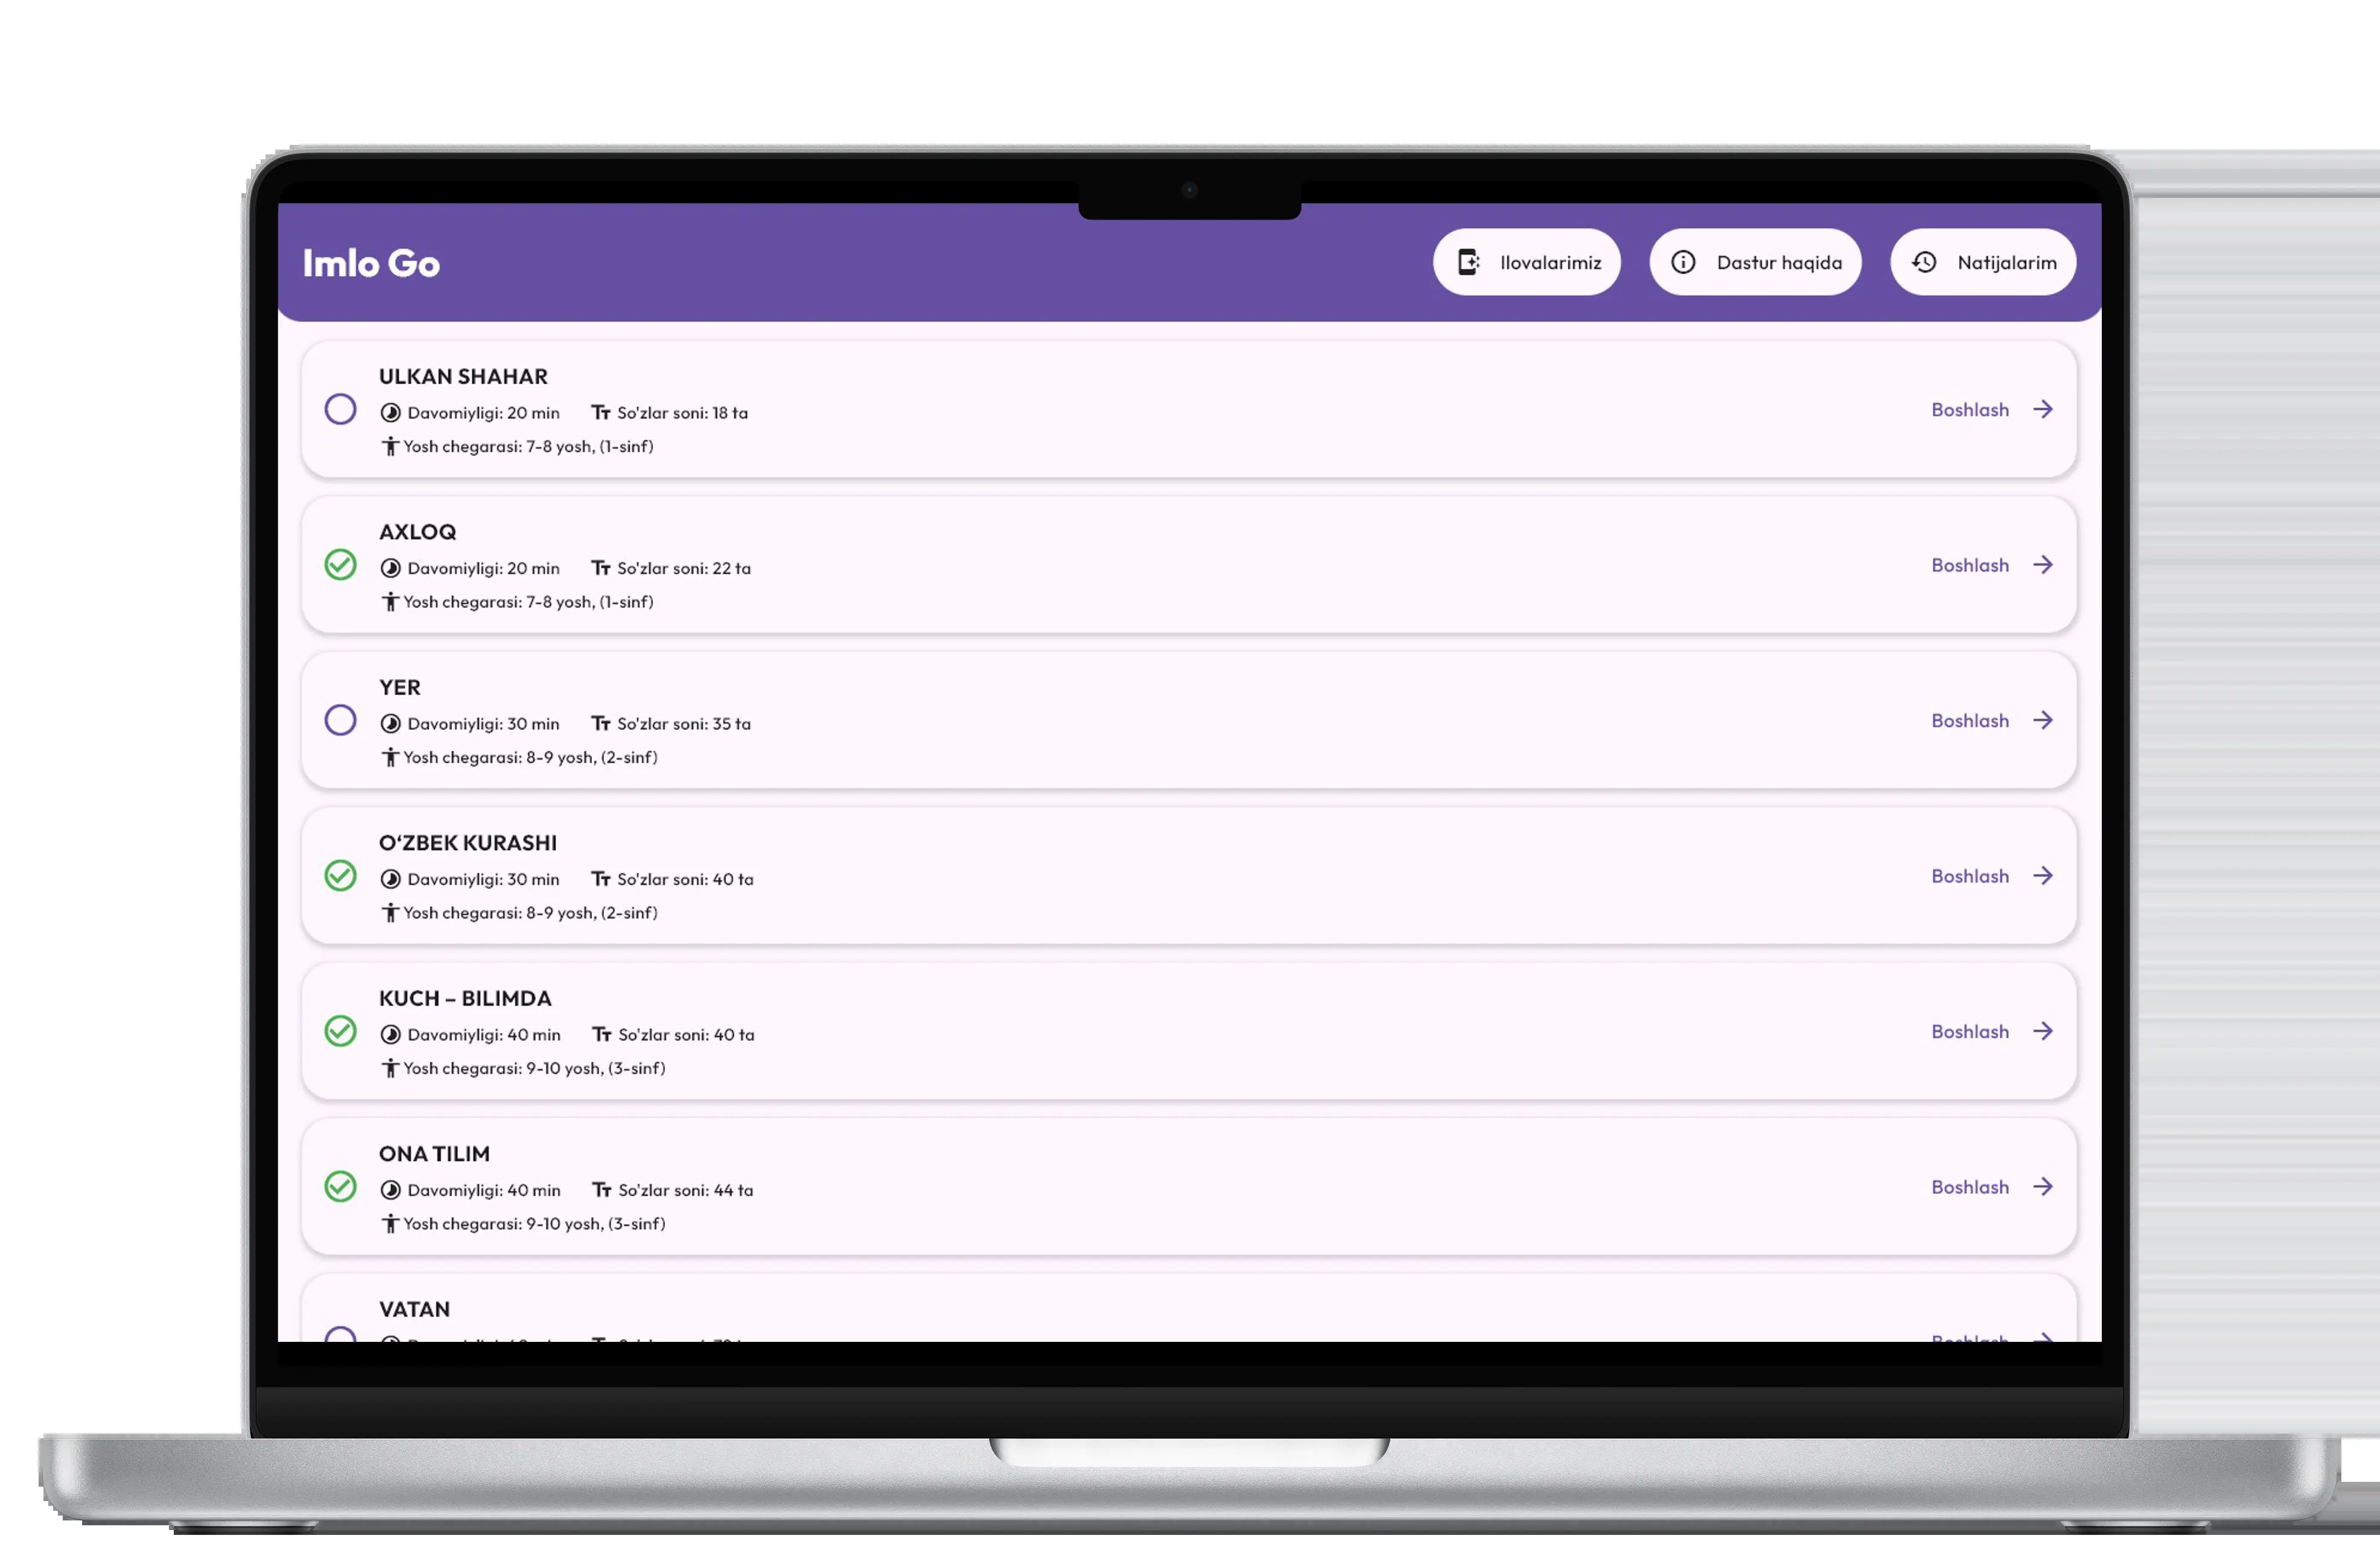 Imlo Go
Ilovalarimiz
Dastur haqida
Natijalarim
ULKAN SHAHAR
Davomiyligi: 20 min So'zlar soni: 18 ta
Yosh chegarasi: 7-8 yosh, (1-sinf)
Boshlash
AXLOQ
Davomiyligi: 20 min So'zlar soni: 22 ta
Yosh chegarasi: 7-8 yosh, (1-sinf)
Boshlash
YER
Davomiyligi: 30 min So'zlar soni: 35 ta
Yosh chegarasi: 8-9 yosh, (2-sinf)
Boshlash
O‘ZBEK KURASHI
Davomiyligi: 30 min So'zlar soni: 40 ta
Yosh chegarasi: 8-9 yosh, (2-sinf)
Boshlash
KUCH – BILIMDA
Davomiyligi: 40 min So'zlar soni: 40 ta
Yosh chegarasi: 9-10 yosh, (3-sinf)
Boshlash
ONA TILIM
Davomiyligi: 40 min So'zlar soni: 44 ta
Yosh chegarasi: 9-10 yosh, (3-sinf)
Boshlash
VATAN
Boshlash